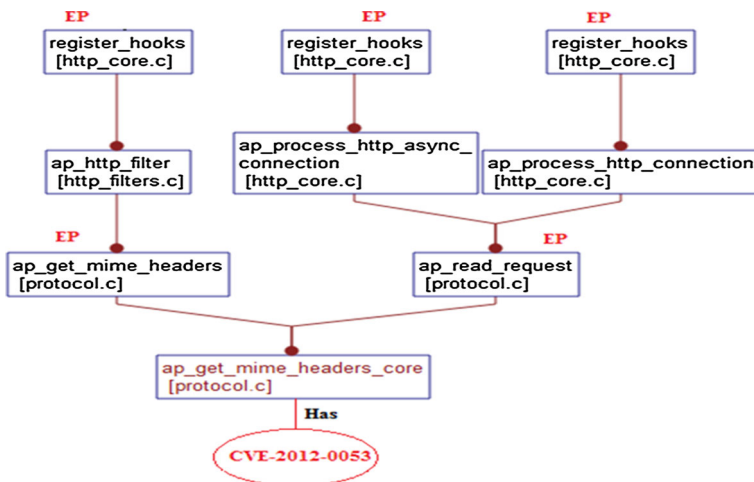 EP
EP
EP
register_hooks
[http_core.c]
register_hooks
[http_core.c]
register_hooks
[http_core.c]
ap_http_filter
[http_filters.c]
ap_process_http_async_
connection
[http_core.c]
ap_process_http_connection
[http_core.c]
EP
EP
ap_get_mime_headers
[protocol.c]
ap_read_request
[protocol.c]
ap_get_mime_headers_core
[protocol.c]
Has
CVE-2012-0053